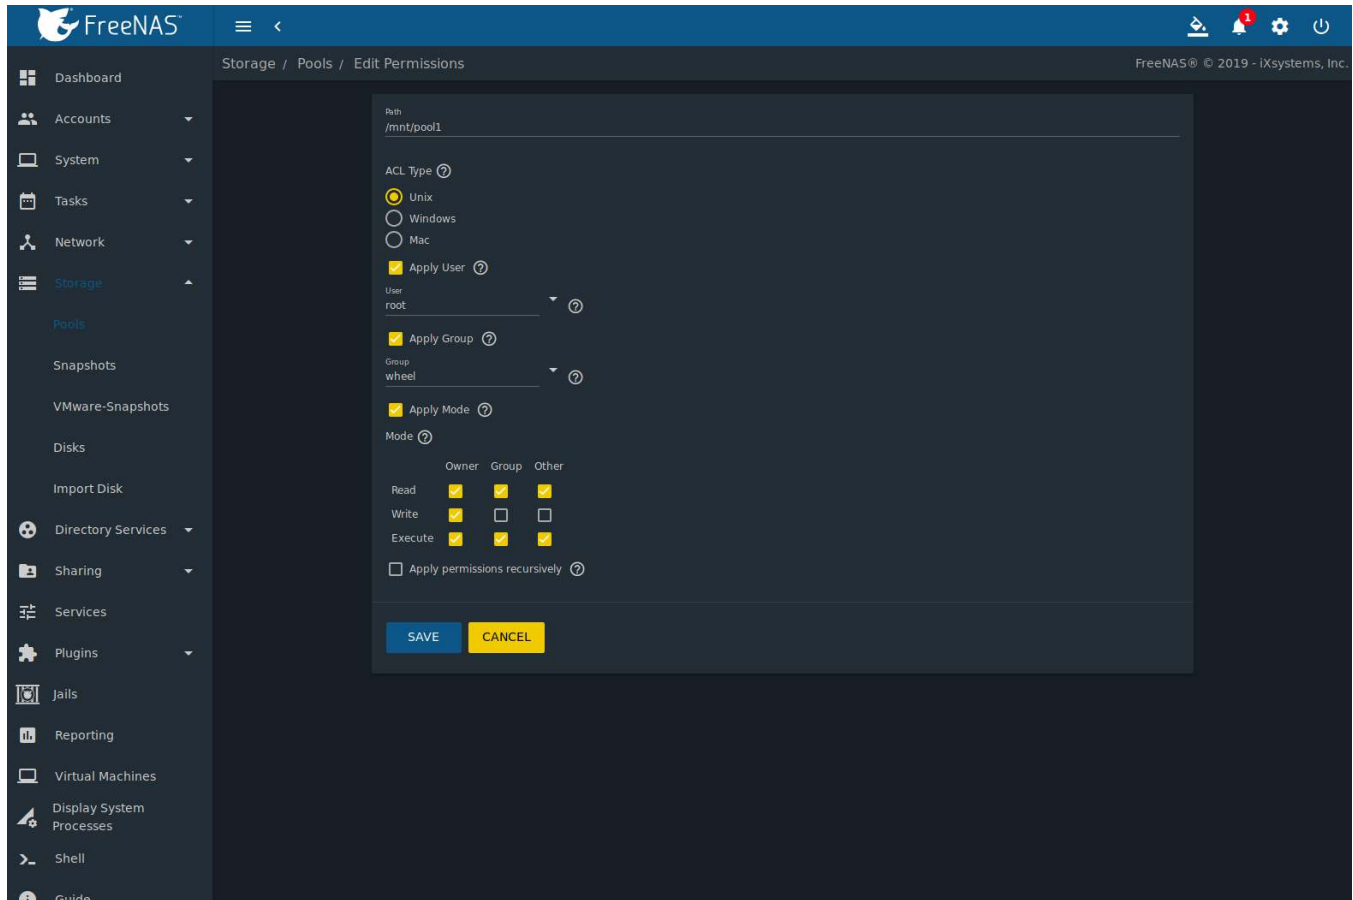 FreeNAS
1
Storage / Pools / Edit Permissions
FreeNAS® © 2019 - iXsystems, Inc.
Dashboard
Accounts
System
Tasks
Network
Storage
Pools
Snapshots
VMware-Snapshots
Disks
Import Disk
Directory Services
Sharing
Services
Plugins
Jails
Reporting
Virtual Machines
Display System
Processes
Shell
Guide
Path
/mnt/pool1
ACL Type
Unix
Windows
Mac
Apply User
User
root
Apply Group
Group
wheel
Apply Mode
Mode
Owner Group Other
Read
Write
Execute
Apply permissions recursively
SAVE CANCEL